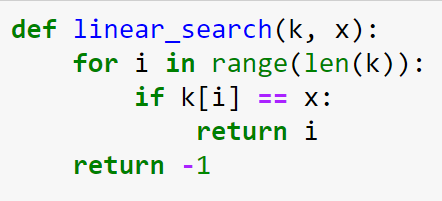 def linear_search(k, x):
    for i in range(len(k)):
        if k[i] == x:
            return i
    return -1